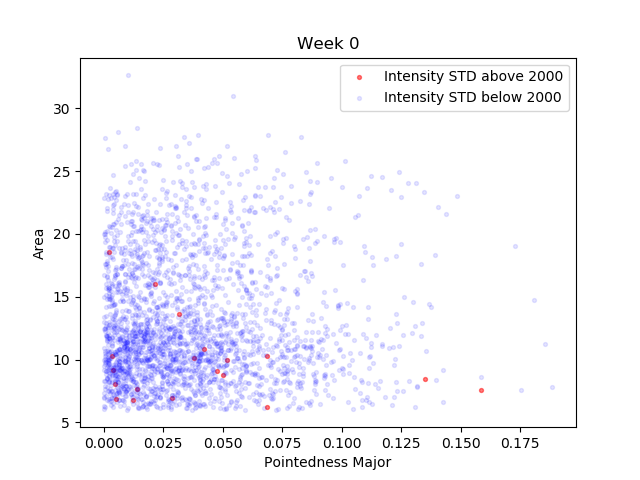 Week 0
Intensity STD above 2000
Intensity STD below 2000
Area
30
25
20
15
10
5
0.000 0.025 0.050 0.075 0.100 0.125 0.150 0.175
Pointedness Major